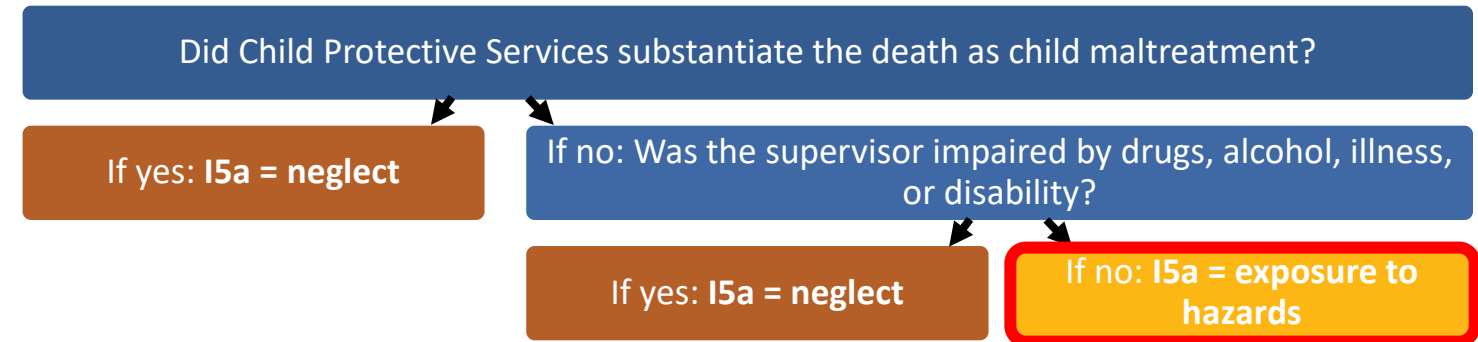 Did Child Protective Services substantiate the death as child maltreatment?
If yes: I5a = neglect
If no: Was the supervisor impaired by drugs, alcohol, illness,
or disability?
If yes: I5a = neglect
If no: I5a = exposure to
hazards